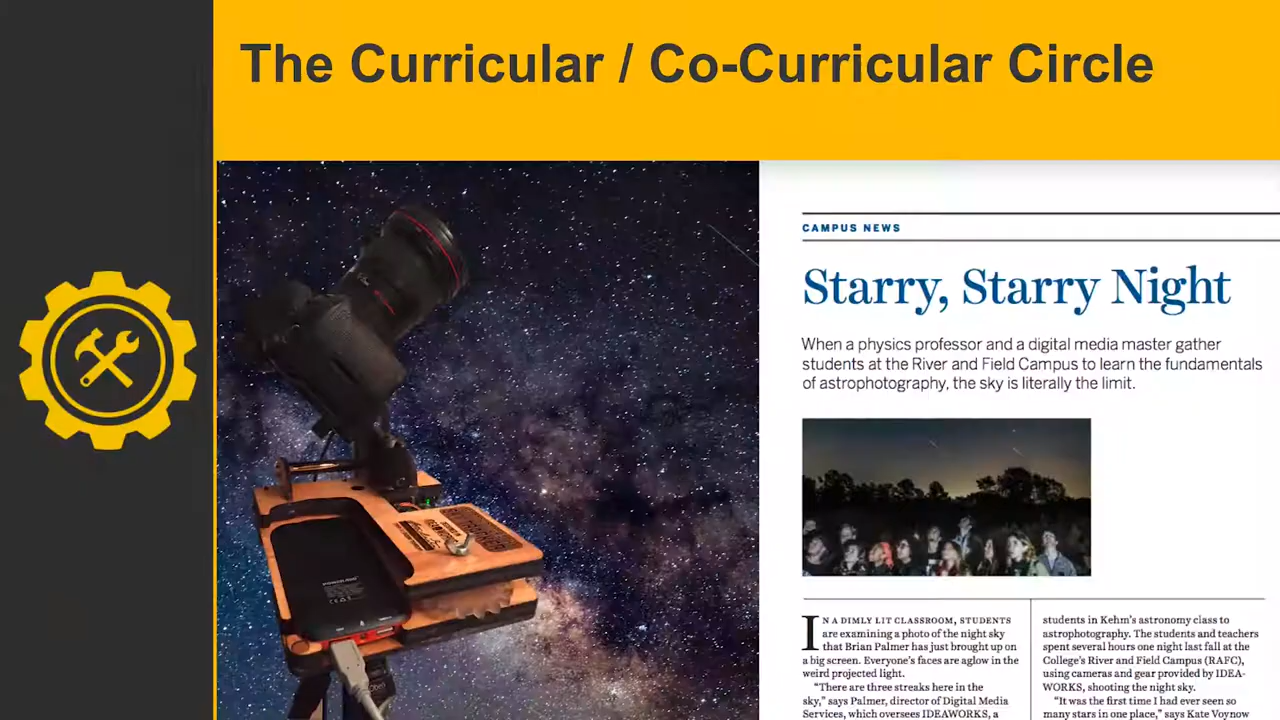 The Curricular / Co-Curricular Circle
CAMPUS NEWS
Starry, Starry Night
When a physics professor and a digital media master gather
students at the River and Field Campus to learn the fundamentals
of astrophotography, the sky is literally the limit.
IN A DIMLY LIT CLASSROOM, STUDENTS
are examining a photo of the night sky
that Brian Palmer has just brought up on
a big screen. Everyone's faces are aglow in the
weird projected light.
“There are three streaks here in the
sky,” says Palmer, director of Digital Media
Services, which oversees IDEAWORKS, a
students in Kehm's astronomy class to
astrophotography. The students and teachers
spent several hours one night last fall at the
College's River and Field Campus (RAFC),
using cameras and gear provided by IDEA-
WORKS, shooting the night sky.
“It was the first time I had ever seen so
many stars in one place,” says Kate Voynow